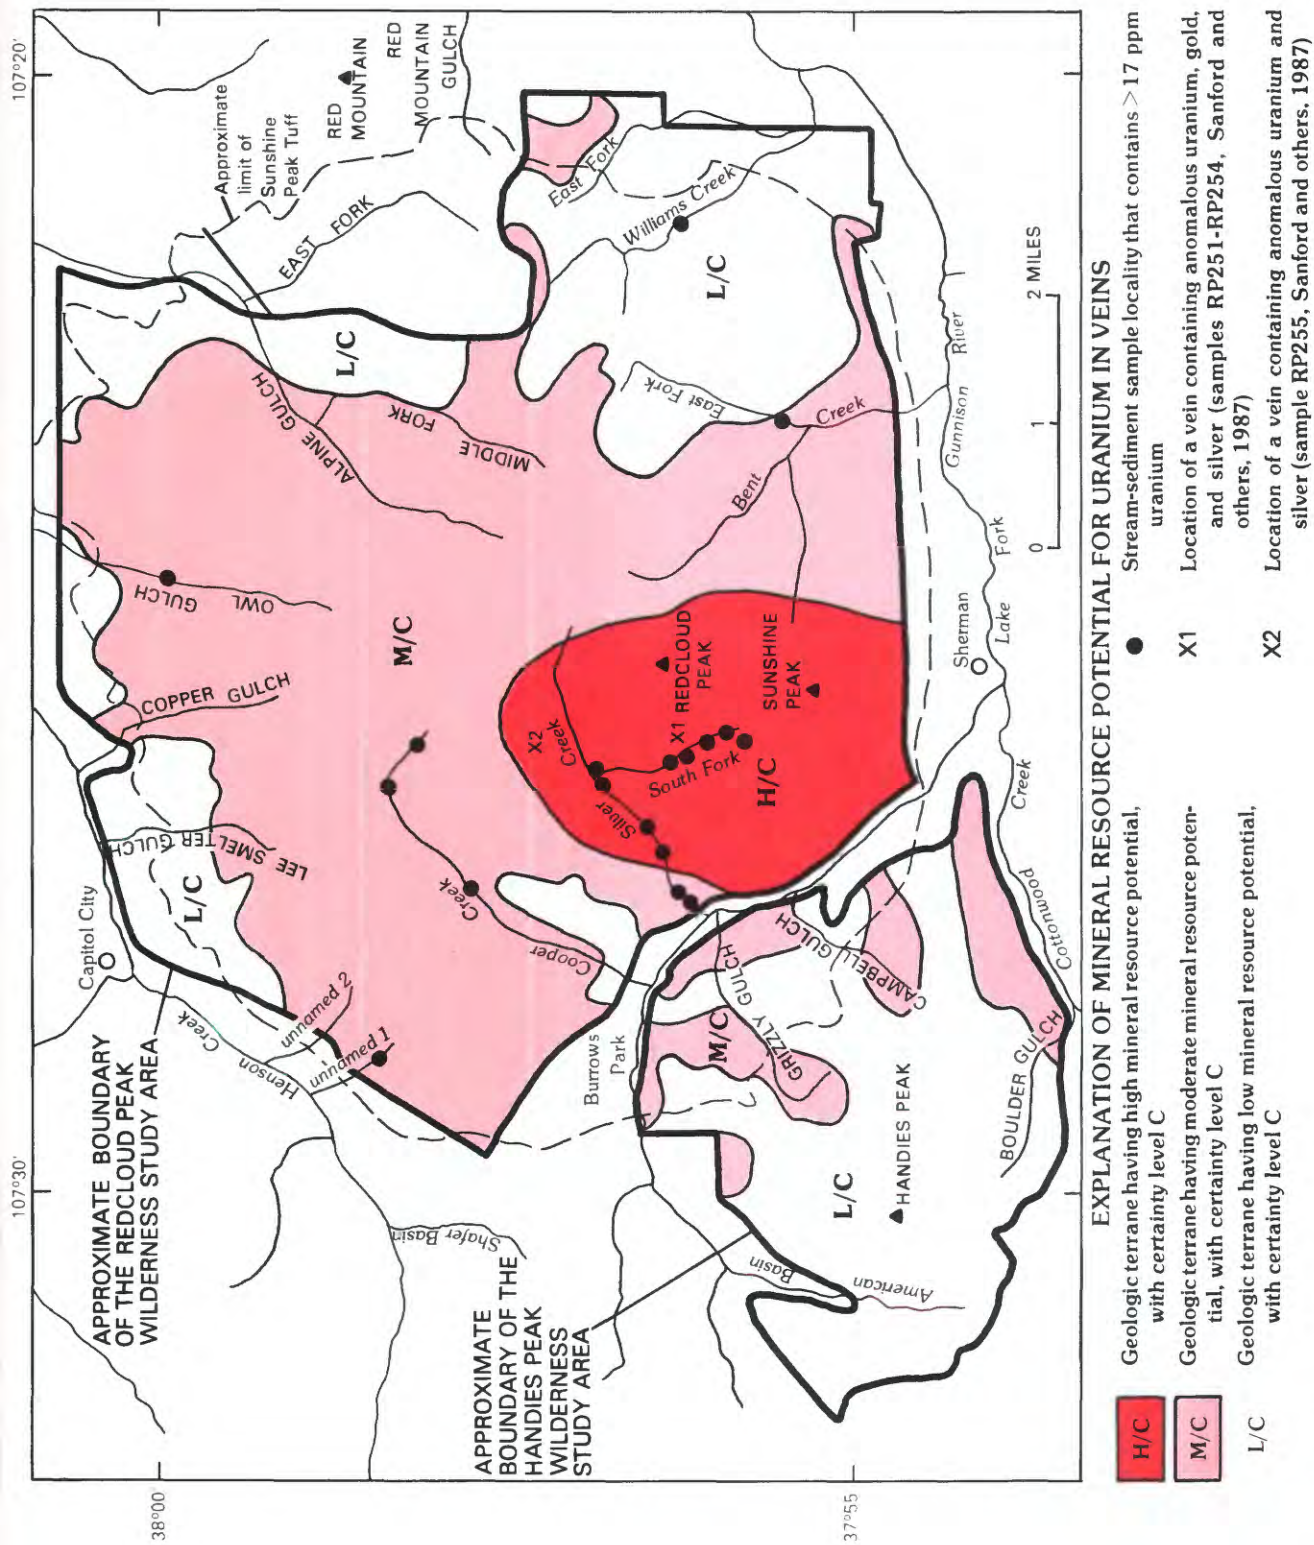 107°30'
107°20'
38°00'
37°55'
APPROXIMATE BOUNDARY
OF THE REDCLOUD PEAK
WILDERNESS STUDY AREA
Capitol City
Henson
Creek
unnamed 2
unnamed 1
L/C
LEE SMELTER GULCH
COPPER GULCH
OWL
GULCH
ALPINE GULCH
MIDDLE
FORK
L/C
EAST FORK
Approximate
limit of
Sunshine
Peak Tuff
RED
MOUNTAIN
RED
MOUNTAIN
GULCH
M/C
Shafer Basin
Cooper
Creek
X2
Creek
Silver
South Fork
X1
REDCLOUD
PEAK
SUNSHINE
PEAK
H/C
East Fork
Bent
Creek
East Fork
Williams Creek
L/C
APPROXIMATE
BOUNDARY OF THE
HANDIES PEAK
WILDERNESS
STUDY AREA
Burrows
Park
M/C
GRIZZLY GULCH
CAMPBELL GULCH
L/C
HANDIES PEAK
American
Basin
BOULDER GULCH
Cottonwood
Creek
Sherman
Lake
Fork
Gunnison
River
0
1
2 MILES
EXPLANATION OF MINERAL RESOURCE POTENTIAL FOR URANIUM IN VEINS
H/C
Geologic terrane having high mineral resource potential,
with certainty level C
M/C
Geologic terrane having moderate mineral resource poten-
tial, with certainty level C
L/C
Geologic terrane having low mineral resource potential,
with certainty level C
Stream-sediment sample locality that contains > 17 ppm
uranium
X1
Location of a vein containing anomalous uranium, gold,
and silver (samples RP251-RP254, Sanford and
others, 1987)
X2
Location of a vein containing anomalous uranium and
silver (sample RP255, Sanford and others, 1987)